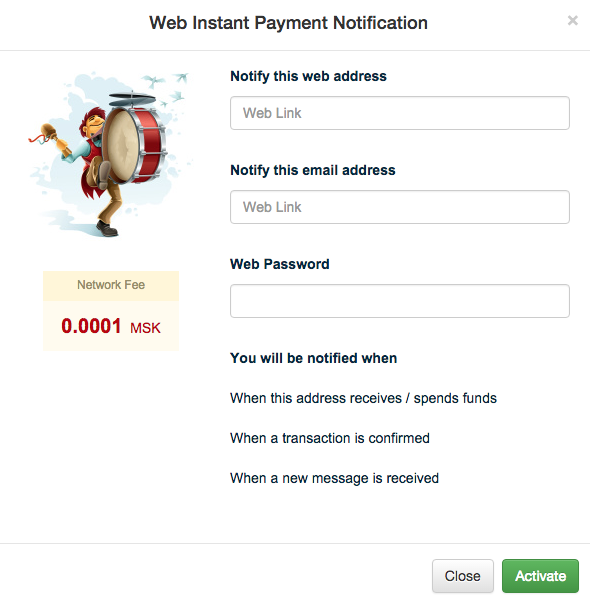 Web Instant Payment Notification
×
Notify this web address
Web Link
Notify this email address
Web Link
Web Password
Network Fee
0.0001 MSK
You will be notified when
When this address receives / spends funds
When a transaction is confirmed
When a new message is received
Close
Activate